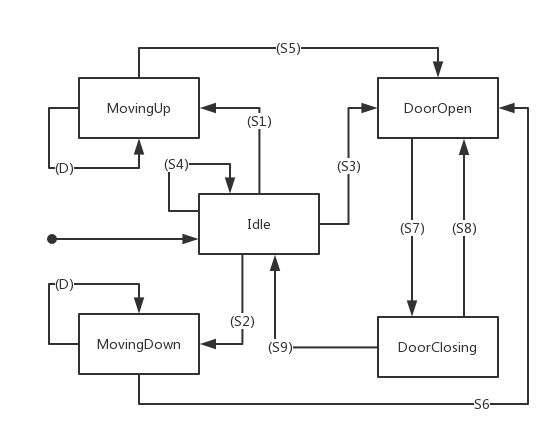 (S5)
MovingUp
DoorOpen
(S1)
(D)
(S4)
(S3)
Idle
(S7)
(S8)
(D)
(S2)
MovingDown
(S9)
DoorClosing
S6